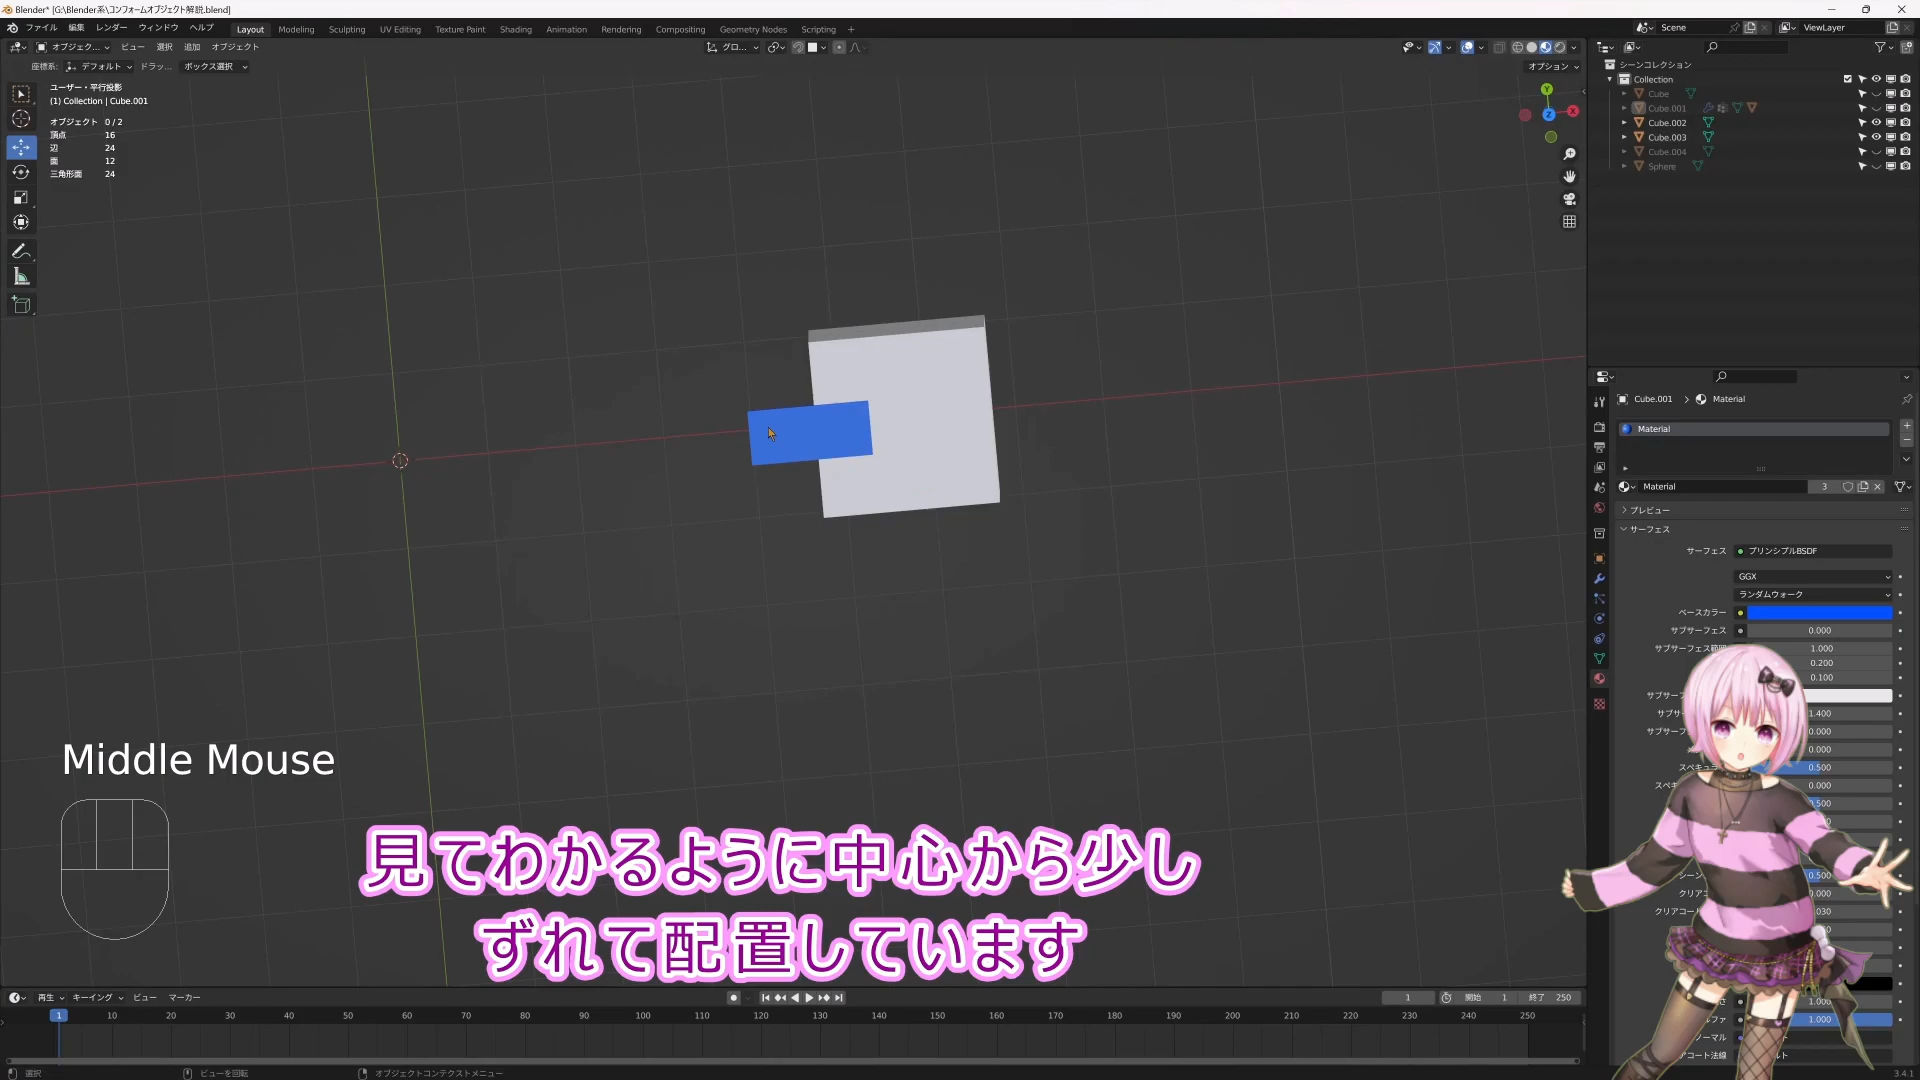 Blender* [G:\Blender系\コンフォームオブジェクト解説.blend]
ファイル 編集 レンダー ウィンドウ ヘルプ Layout Modeling Sculpting UV Editing Texture Paint Shading Animation Rendering Compositing Geometry Nodes Scripting + Scene ViewLayer
オブジェク... ビュー 選択 追加 オブジェクト グロ...
座標系: デフォルト ドラッ... ボックス選択 オプション
ユーザー・平行投影
(1) Collection | Cube.001
オブジェクト 0 / 2
頂点 16
辺 24
面 12
三角形面 24
Y
X
Z
シーンコレクション
Collection
Cube
Cube.001
Cube.002
Cube.003
Cube.004
Sphere
Cube.001 > Material
Material
Material 3
プレビュー
サーフェス
サーフェス プリンシプルBSDF
GGX
ランダムウォーク
ベースカラー
サブサーフェス 0.000
サブサーフェス範囲 1.000
0.200
0.100
サブサーフ
サブサ 1.400
サブサーフ 0.000
0.000
スペキュラ 0.500
スペキ 0.000
0.500
シーン 0.500
クリアコ 0.000
クリアコート 030
1.000
ルファ 1.000
ノーマル
アコート法線
Middle Mouse
見てわかるように中心から少し
ずれて配置しています
再生 キーイング ビュー マーカー 1 開始 1 終了 250
1 10 20 30 40 50 60 70 80 90 100 110 120 130 140 150 160 170 180 190 200 210 220 230 240 250
選択 ビューを回転 オブジェクトコンテクストメニュー 3.4.1